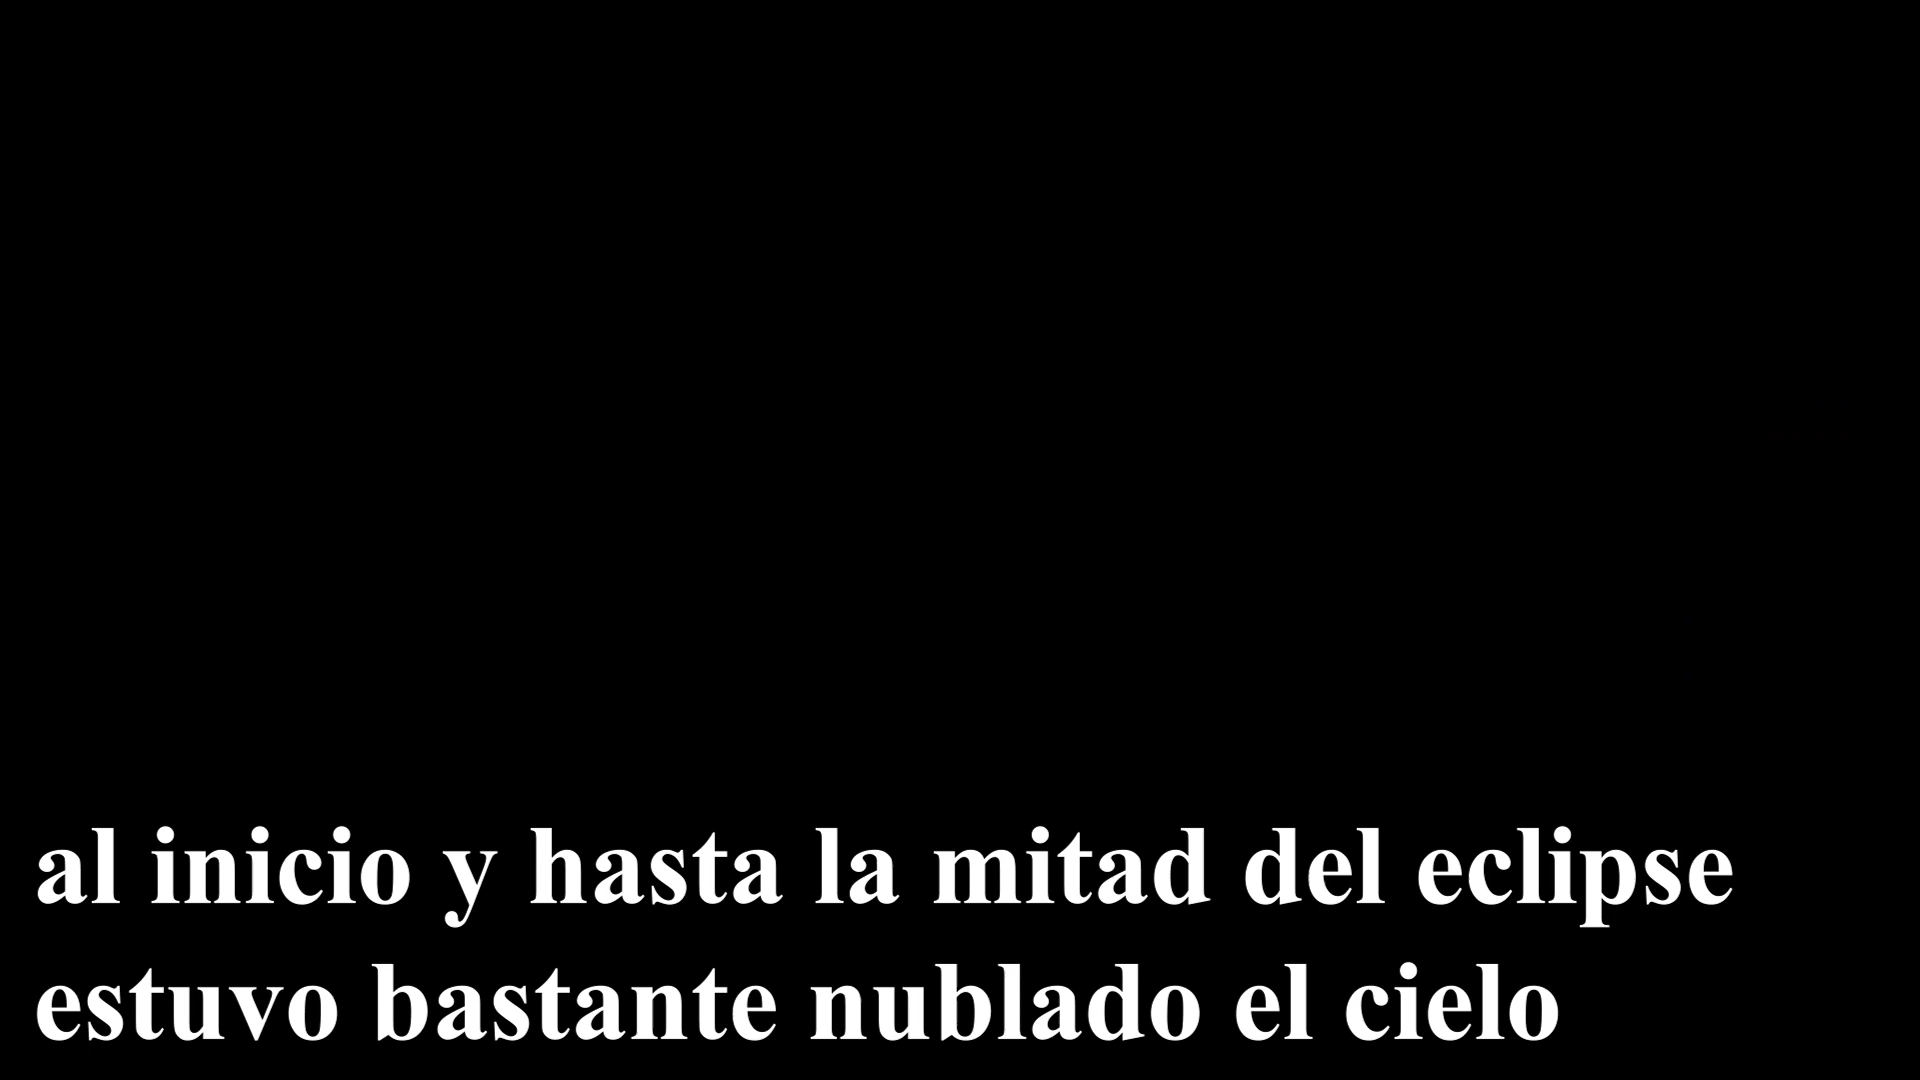 al inicio y hasta la mitad del eclipse
estuvo bastante nublado el cielo